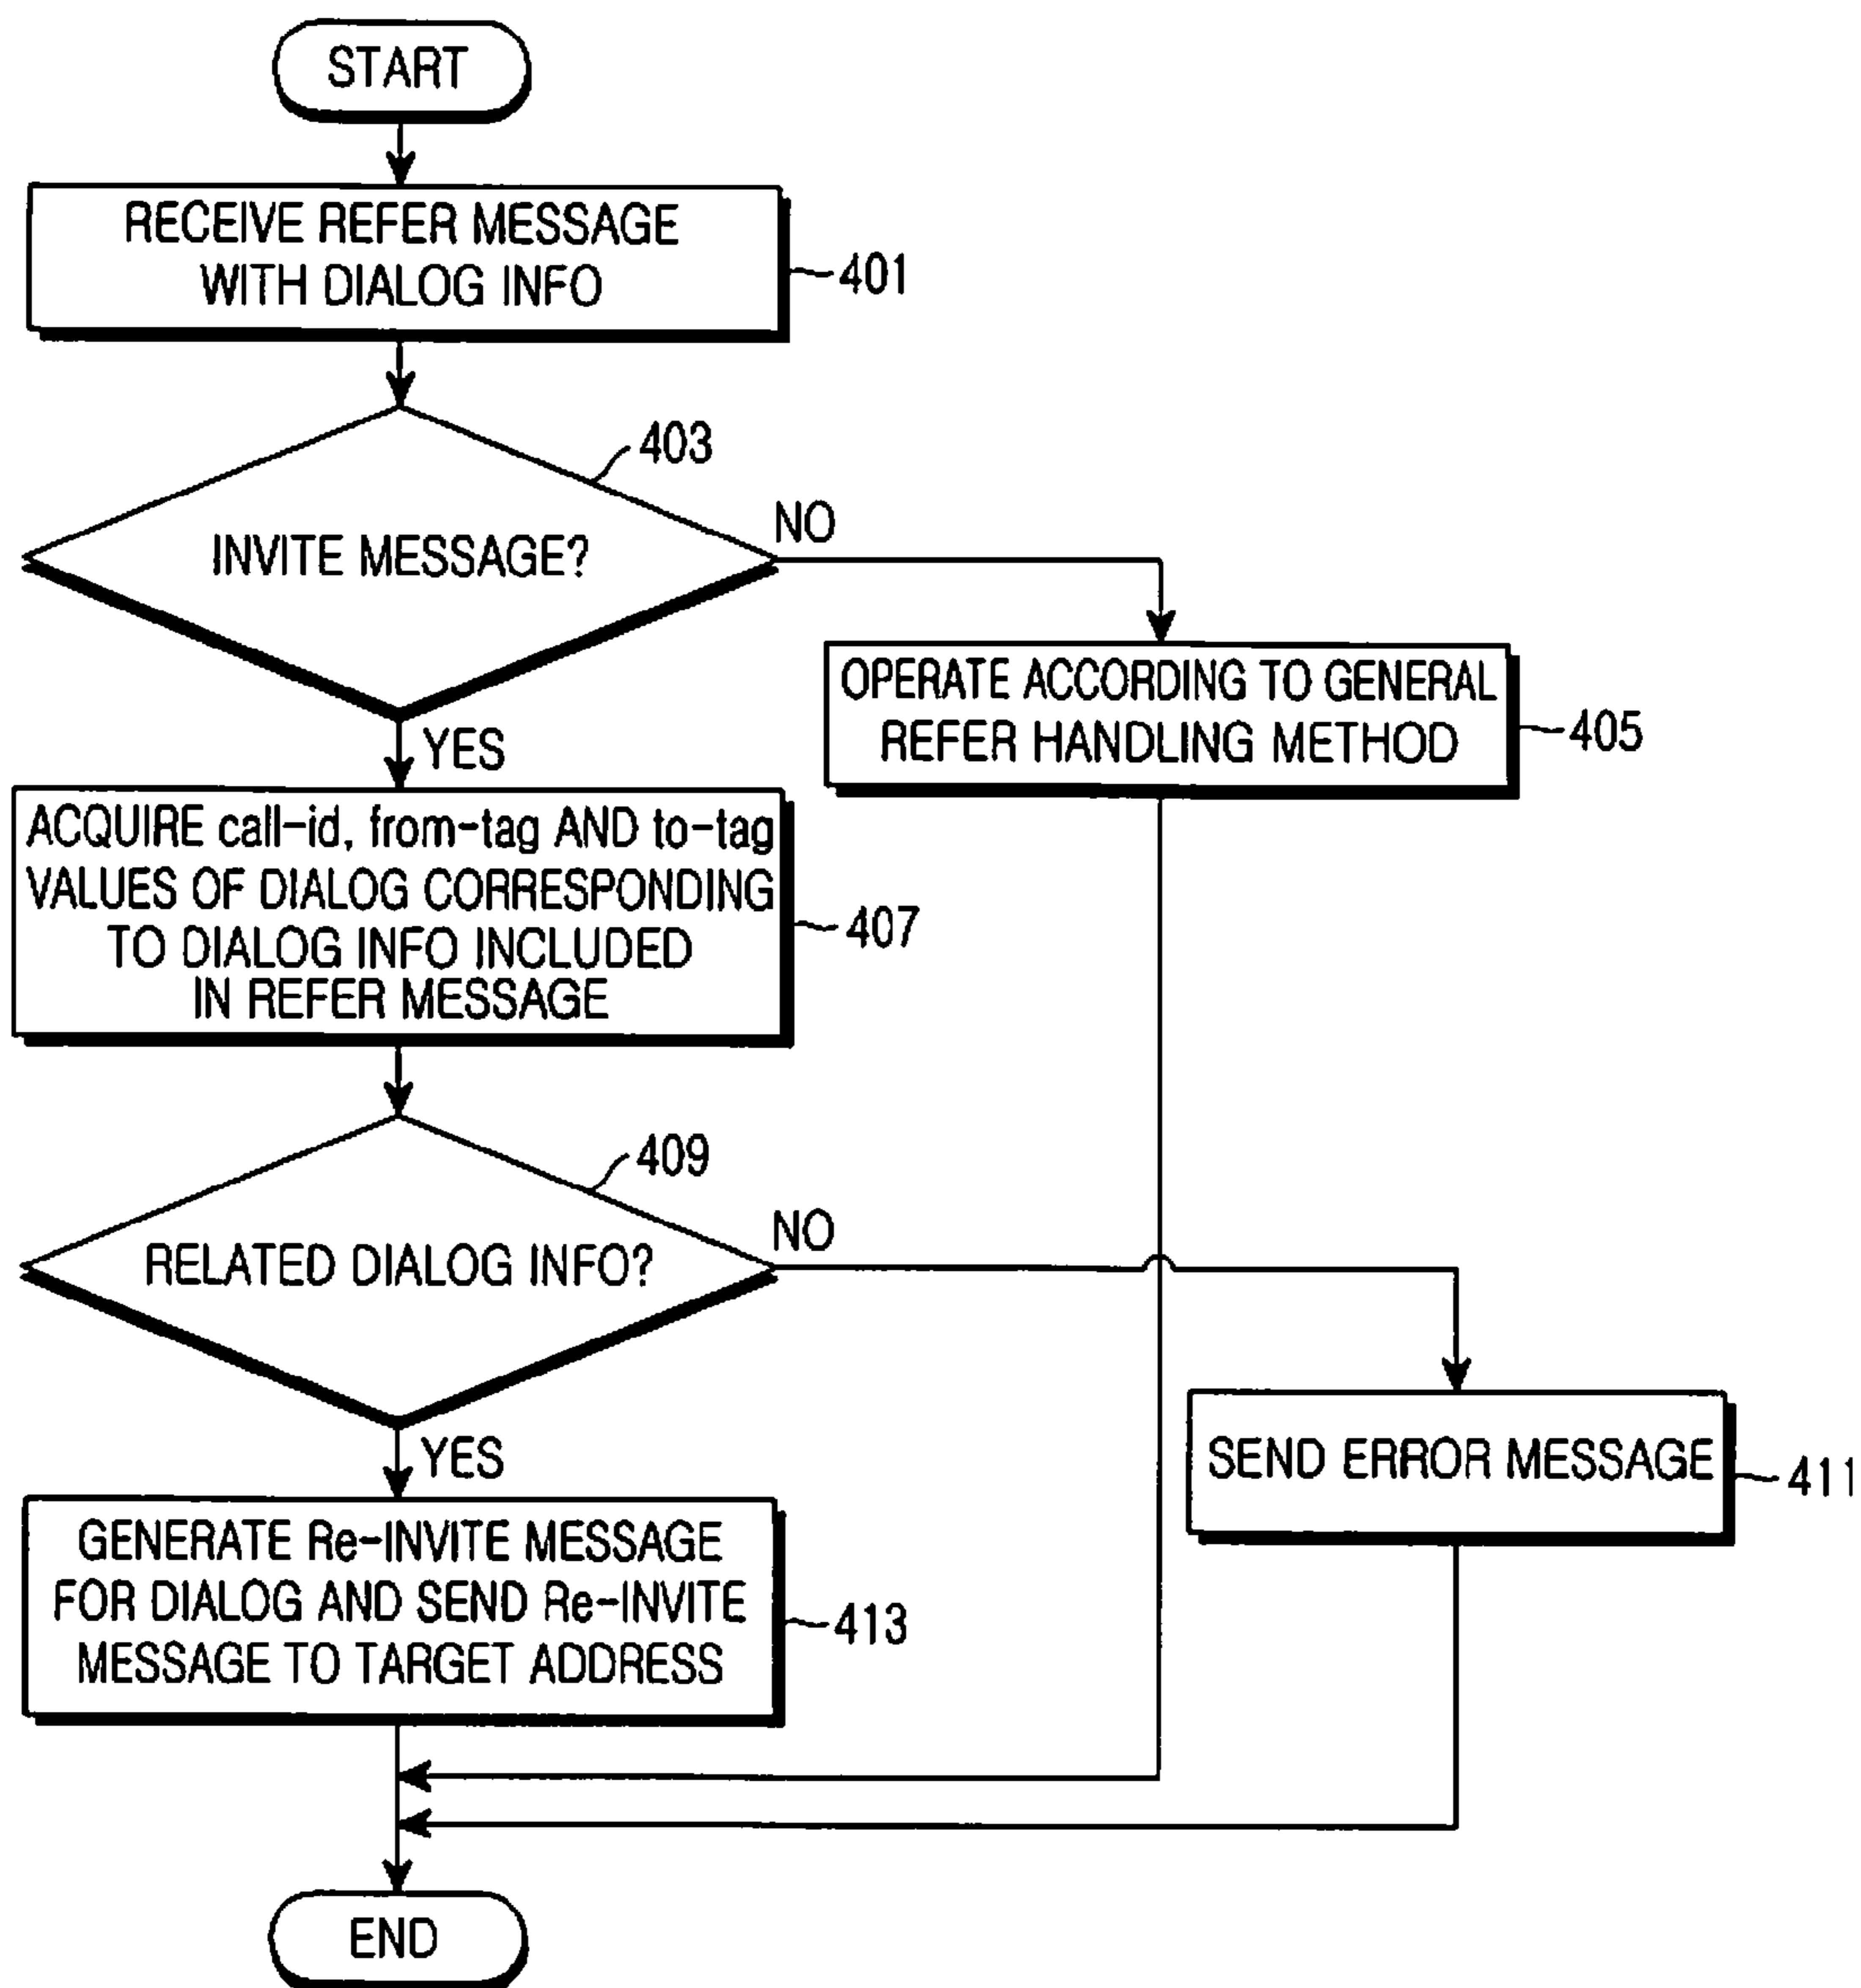 START
RECEIVE REFER MESSAGE
WITH DIALOG INFO
401
403
INVITE MESSAGE?
NO
YES
OPERATE ACCORDING TO GENERAL
REFER HANDLING METHOD
405
ACQUIRE call-id, from-tag AND to-tag
VALUES OF DIALOG CORRESPONDING
TO DIALOG INFO INCLUDED
IN REFER MESSAGE
407
409
RELATED DIALOG INFO?
NO
YES
SEND ERROR MESSAGE
411
GENERATE Re-INVITE MESSAGE
FOR DIALOG AND SEND Re-INVITE
MESSAGE TO TARGET ADDRESS
413
END